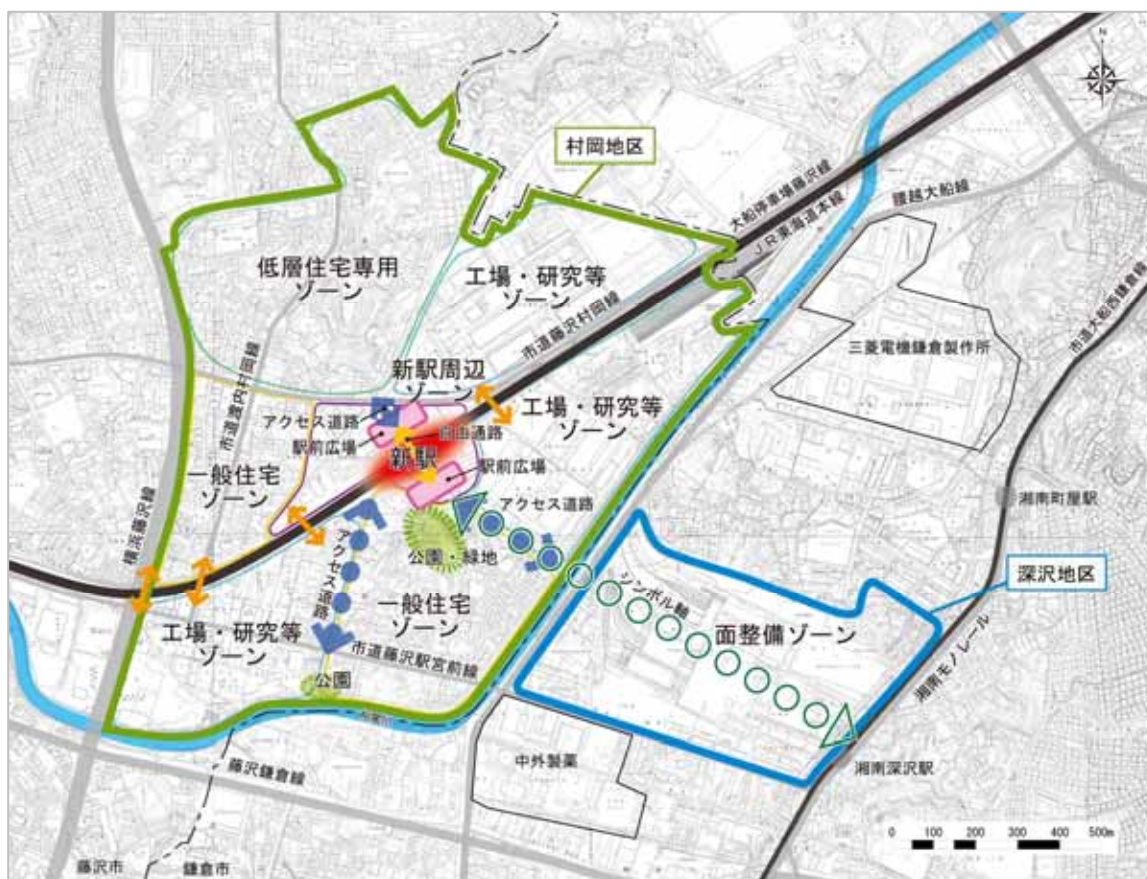 N
村岡地区
大船停車場藤沢線
JR東海道本線
腰越大船線
低層住宅専用
ゾーン
工場・研究等
ゾーン
市道藤沢村岡線
三菱電機鎌倉製作所
市道大船西鎌倉線
市道渡内村岡線
新駅周辺
ゾーン
アクセス道路
自由通路
駅前広場
新駅
工場・研究等
ゾーン
駅前広場
一般住宅
ゾーン
アクセス道路
湘南町屋駅
横浜藤沢線
公園・緑地
アクセス道路
シンボル軸
深沢地区
一般住宅
ゾーン
面整備ゾーン
工場・研究等
ゾーン
市道藤沢駅宮前線
湘南モノレール
公園
中外製薬
湘南深沢駅
藤沢鎌倉線
0 100 200 300 400 500m
藤沢市
鎌倉市